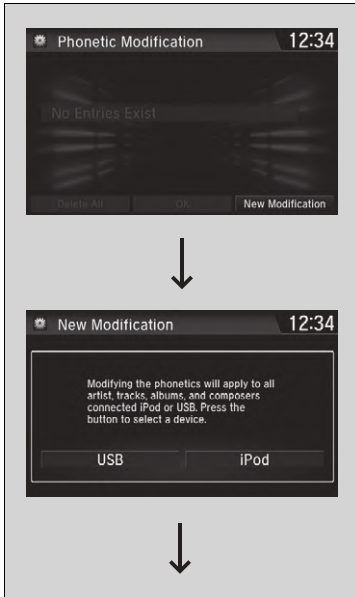 Phonetic Modification 12:34
No Entries Exist
Delete All OK New Modification
New Modification 12:34
Modifying the phonetics will apply to all
artist, tracks, albums, and composers
connected iPod or USB. Press the
button to select a device.
USB iPod